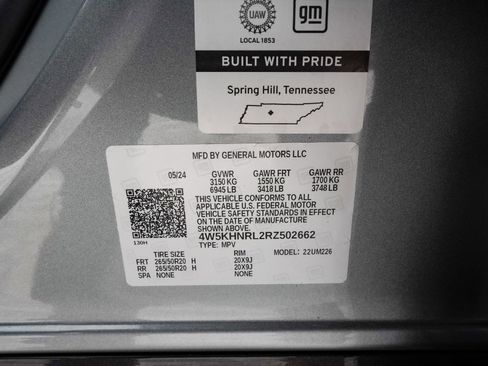 UAW
gm
LOCAL 1853
BUILT WITH PRIDE
Spring Hill, Tennessee
MFD BY GENERAL MOTORS LLC
05/24 GVWR GAWR FRT GAWR RR
3150 KG 1550 KG 1700 KG
6945 LB 3418 LB 3748 LB
THIS VEHICLE CONFORMS TO ALL
APPLICABLE U.S. FEDERAL MOTOR
VEHICLE SAFETY STANDARDS IN
EFFECT ON THE DATE OF MANUFACTURE
SHOWN ABOVE.
4W5KHNRL2RZ502662
TYPE: MPV MODEL: 22UM226
130H
TIRE SIZE RIM
FRT 265/50R20 H 20X9J
RR 265/50R20 H 20X9J
SPA NONE NONE